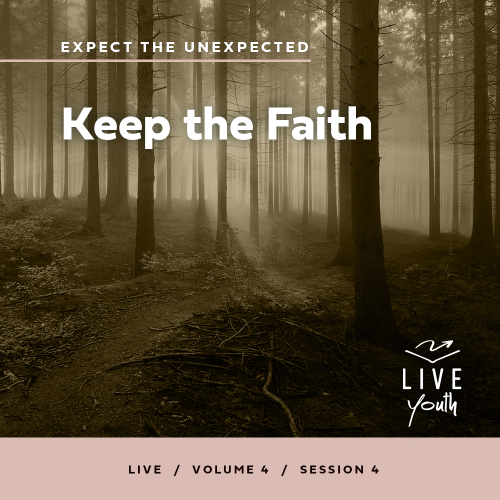 EXPECT THE UNEXPECTED
Keep the Faith
LIVE
Youth
LIVE / VOLUME 4 / SESSION 4